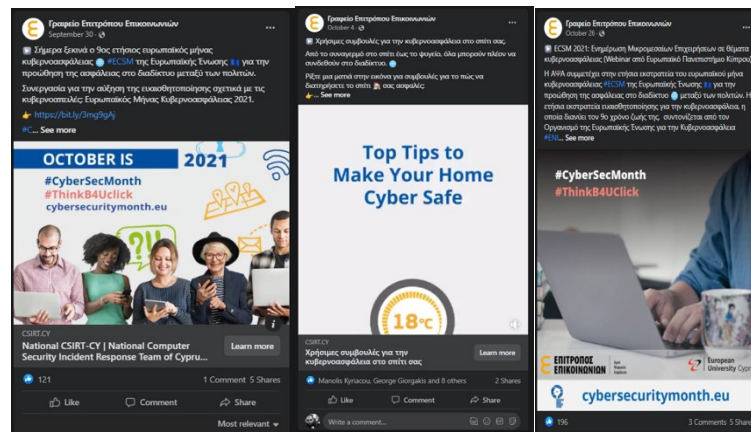 Γραφείο Επιτρόπου Επικοινωνιών
September 30
Σήμερα ξεκινά ο 9ος ετήσιος ευρωπαϊκός μήνας
κυβερνοασφάλειας #ECSM της Ευρωπαϊκής Ένωσης για την
προώθηση της ασφάλειας στο διαδίκτυο μεταξύ των πολιτών.
Συνεργασία για την αύξηση της ευαισθητοποίησης σχετικά με τις
κυβερνοαπειλές: Ευρωπαϊκός Μήνας Κυβερνοασφάλειας 2021.
https://bit.ly/3mg9gAj
#C... See more
OCTOBER IS 2021
#CyberSecMonth
#ThinkB4UClick
cybersecuritymonth.eu
CSIRT.CY
National CSIRT-CY | National Computer
Security Incident Response Team of Cypru...
Learn more
121
1 Comment 5 Shares
Like Comment Share
Most relevant
Γραφείο Επιτρόπου Επικοινωνιών
October 4
Χρήσιμες συμβουλές για την κυβερνοασφάλεια στο σπίτι σας.
Από το συναγερμό στο σπίτι έως το ψυγείο, όλα μπορούν πλέον να
συνδεθούν στο διαδίκτυο.
Ρίξτε μια ματιά στην εικόνα για συμβουλές για το πώς να
διατηρήσετε το σπίτι σας ασφαλές:
... See more
Top Tips to
Make Your Home
Cyber Safe
18°C
CSIRT.CY
Χρήσιμες συμβουλές για την
κυβερνοασφάλεια στο σπίτι σας
Learn more
Manolis Kyriacou, George Giorgakis and 8 others
2 Shares
Like Comment Share
Write a comment...
Γραφείο Επιτρόπου Επικοινωνιών
October 26
ECSM 2021: Ενημέρωση Μικρομεσαίων Επιχειρήσεων σε θέματα
κυβερνοασφάλειας (Webinar από Ευρωπαϊκό Πανεπιστήμιο Κύπρου)
Η ΑΨΑ συμμετέχει στην ετήσια εκστρατεία του ευρωπαϊκού μήνα
κυβερνοασφάλειας #ECSM της Ευρωπαϊκής Ένωσης για την
προώθηση της ασφάλειας στο διαδίκτυο μεταξύ των πολιτών. Η
ετήσια εκστρατεία ευαισθητοποίησης για την κυβερνοασφάλεια, η
οποία διανύει τον 9ο χρόνο ζωής της, συντονίζεται από τον
Οργανισμό της Ευρωπαϊκής Ένωσης για την Κυβερνοασφάλεια
#ENI... See more
#CyberSecMonth
#ThinkB4UClick
ΕΠΙΤΡΟΠΟΣ
ΕΠΙΚΟΙΝΩΝΙΩΝ
European
University Cypr
cybersecuritymonth.eu
196
3 Comments 5 Shar